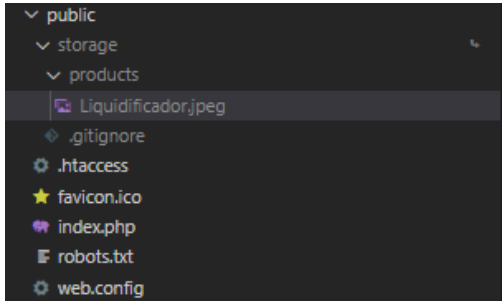 public
storage
products
Liquidificador.jpeg
.gitignore
.htaccess
favicon.ico
index.php
robots.txt
web.config